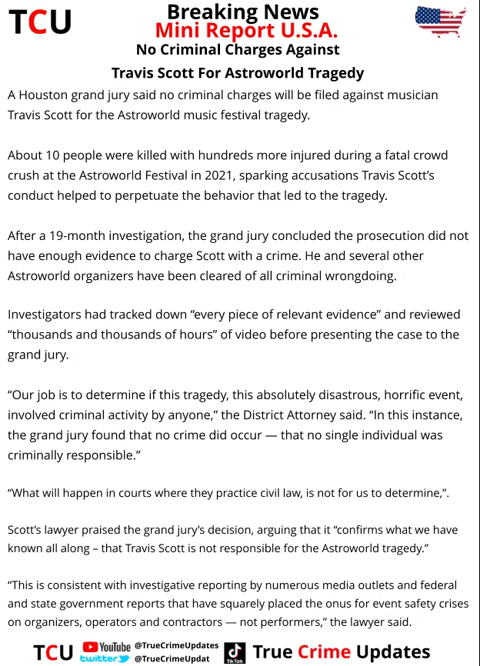 TCU
Breaking News
Mini Report U.S.A.
No Criminal Charges Against
Travis Scott For Astroworld Tragedy
A Houston grand jury said no criminal charges will be filed against musician
Travis Scott for the Astroworld music festival tragedy.
About 10 people were killed with hundreds more injured during a fatal crowd
crush at the Astroworld Festival in 2021, sparking accusations Travis Scott’s
conduct helped to perpetuate the behavior that led to the tragedy.
After a 19-month investigation, the grand jury concluded the prosecution did not
have enough evidence to charge Scott with a crime. He and several other
Astroworld organizers have been cleared of all criminal wrongdoing.
Investigators had tracked down “every piece of relevant evidence” and reviewed
“thousands and thousands of hours” of video before presenting the case to the
grand jury.
“Our job is to determine if this tragedy, this absolutely disastrous, horrific event,
involved criminal activity by anyone,” the District Attorney said. “In this instance,
the grand jury found that no crime did occur — that no single individual was
criminally responsible.”
“What will happen in courts where they practice civil law, is not for us to determine,”.
Scott’s lawyer praised the grand jury’s decision, arguing that it “confirms what we have
known all along – that Travis Scott is not responsible for the Astroworld tragedy.”
“This is consistent with investigative reporting by numerous media outlets and federal
and state government reports that have squarely placed the onus for event safety crises
on organizers, operators and contractors — not performers,” the lawyer said.
TCU
YouTube @TrueCrimeUpdates
twitter @TrueCrimeUpdat
TikTok
True Crime Updates